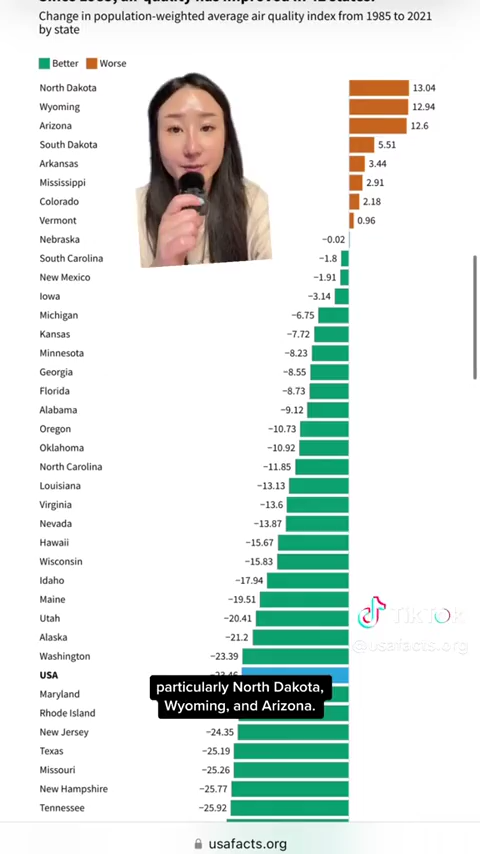 Change in population-weighted average air quality index from 1985 to 2021
by state
Better Worse
North Dakota 13.04
Wyoming 12.94
Arizona 12.6
South Dakota 5.51
Arkansas 3.44
Mississippi 2.91
Colorado 2.18
Vermont 0.96
Nebraska −0.02
South Carolina −1.8
New Mexico −1.91
Iowa −3.14
Michigan −6.75
Kansas −7.72
Minnesota −8.23
Georgia −8.55
Florida −8.73
Alabama −9.12
Oregon −10.73
Oklahoma −10.92
North Carolina −11.85
Louisiana −13.13
Virginia −13.6
Nevada −13.87
Hawaii −15.67
Wisconsin −15.83
Idaho −17.94
Maine −19.51
Utah −20.41
Alaska −21.2
Washington −23.39
USA
Maryland
Rhode Island
New Jersey −24.35
Texas −25.19
Missouri −25.26
New Hampshire −25.77
Tennessee −25.92
TikTok
@usafacts.org
particularly North Dakota,
Wyoming, and Arizona.
usafacts.org